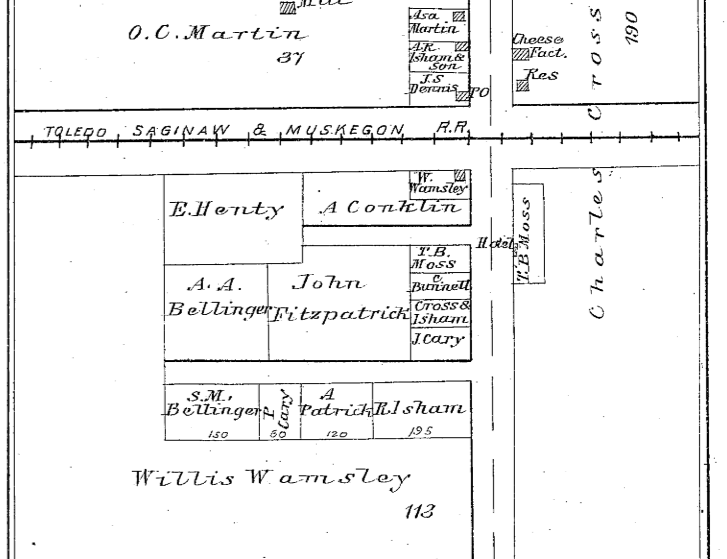 Mill
O.C. Martin
37
Asa
Martin
A.R.
Isham &
Son
J.S
Dennis
PO
Cheese
Fact.
Res
Charles Cross
190
TOLEDO SAGINAW & MUSKEGON R.R.
W.
Wamsley
E. Henty
A Conklin
Hotel
T.B Moss
T.B.
Moss
C.
Bunnell
Cross &
Isham
J. Cary
A. A.
Bellinger
John
Fitzpatrick
S.M.
Bellinger
150
P Cary
60
A
Patrick
120
R Isham
195
Willis Wamsley
113